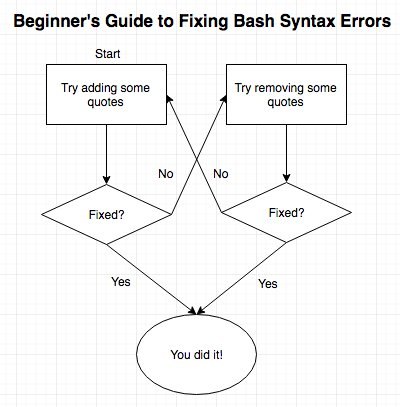 Beginner's Guide to Fixing Bash Syntax Errors
Start
Try adding some
quotes
Try removing some
quotes
No
No
Fixed?
Fixed?
Yes
Yes
You did it!